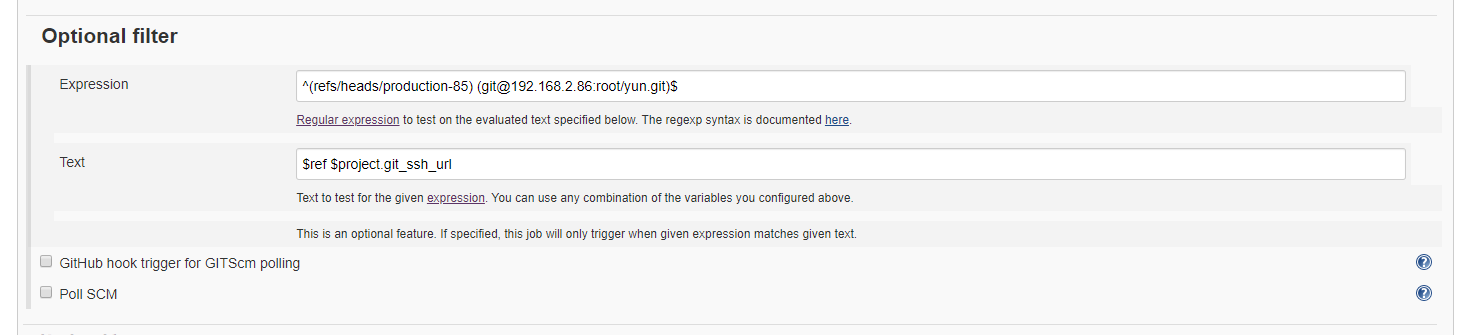 Optional filter
Expression
^(refs/heads/production-85) (git@192.168.2.86:root/yun.git)$
Regular expression to test on the evaluated text specified below. The regexp syntax is documented here.
Text
$ref $project.git_ssh_url
Text to test for the given expression. You can use any combination of the variables you configured above.
This is an optional feature. If specified, this job will only trigger when given expression matches given text.
GitHub hook trigger for GITScm polling
Poll SCM